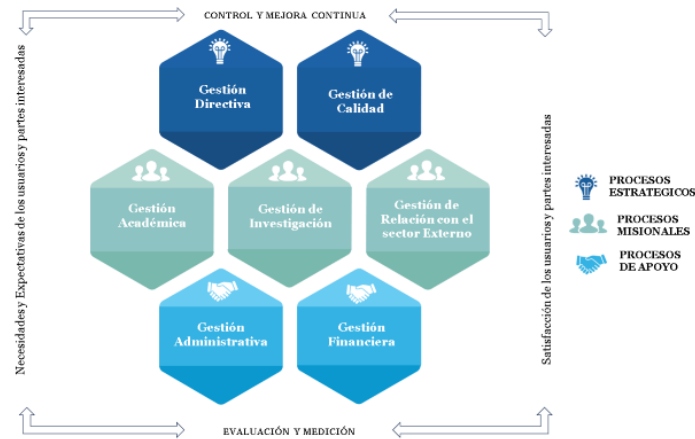 CONTROL Y MEJORA CONTINUA
Necesidades y Expectativas de los usuarios y partes interesadas
Gestión
Directiva
Gestión de
Calidad
Gestión
Académica
Gestión de
Investigación
Gestión de
Relación con el
sector Externo
Gestión
Administrativa
Gestión
Financiera
Satisfacción de los usuarios y partes interesadas
PROCESOS
ESTRATEGICOS
PROCESOS
MISIONALES
PROCESOS
DE APOYO
EVALUACIÓN Y MEDICIÓN